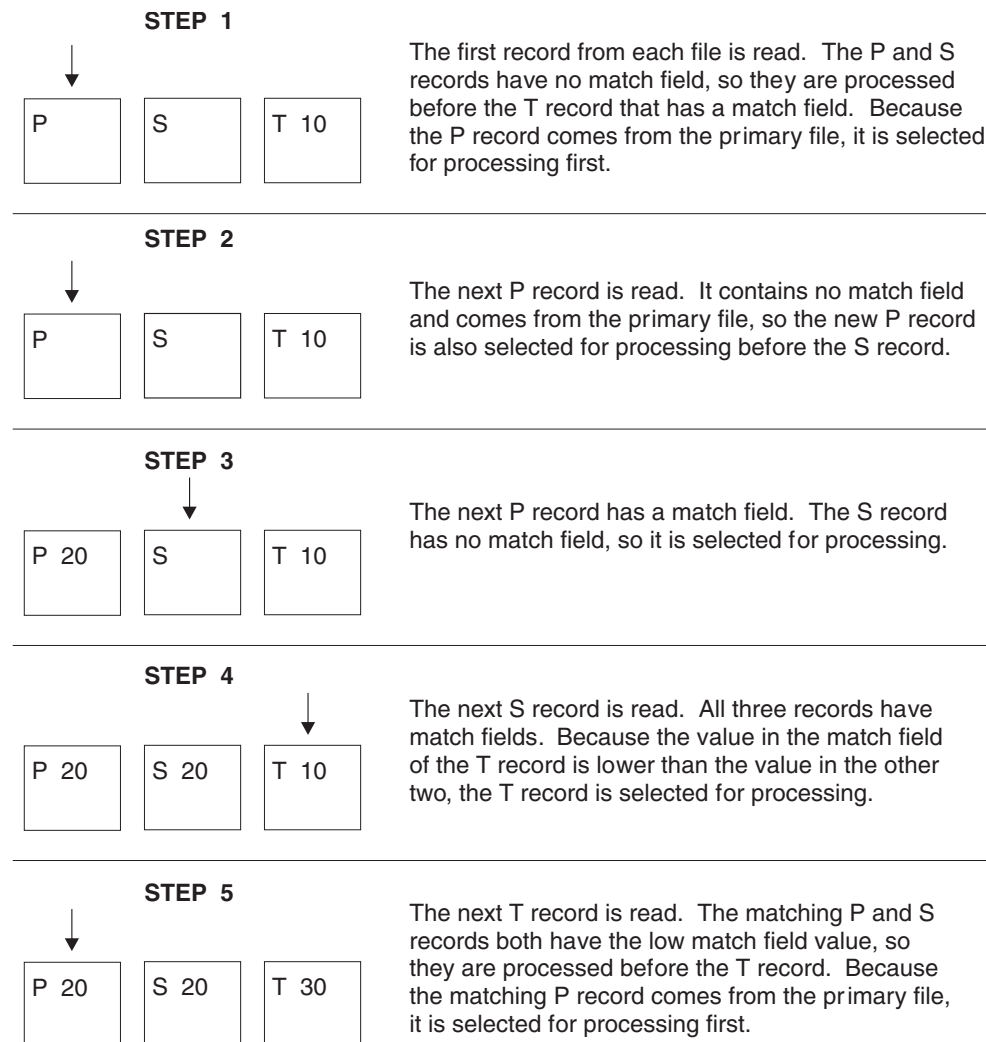 STEP 1
The first record from each file is read. The P and S
records have no match field, so they are processed
before the T record that has a match field. Because
the P record comes from the primary file, it is selected
for processing first.
P
S
T 10
STEP 2
The next P record is read. It contains no match field
and comes from the primary file, so the new P record
is also selected for processing before the S record.
P
S
T 10
STEP 3
The next P record has a match field. The S record
has no match field, so it is selected for processing.
P 20
S
T 10
STEP 4
The next S record is read. All three records have
match fields. Because the value in the match field
of the T record is lower than the value in the other
two, the T record is selected for processing.
P 20
S 20
T 10
STEP 5
The next T record is read. The matching P and S
records both have the low match field value, so
they are processed before the T record. Because
the matching P record comes from the primary file,
it is selected for processing first.
P 20
S 20
T 30